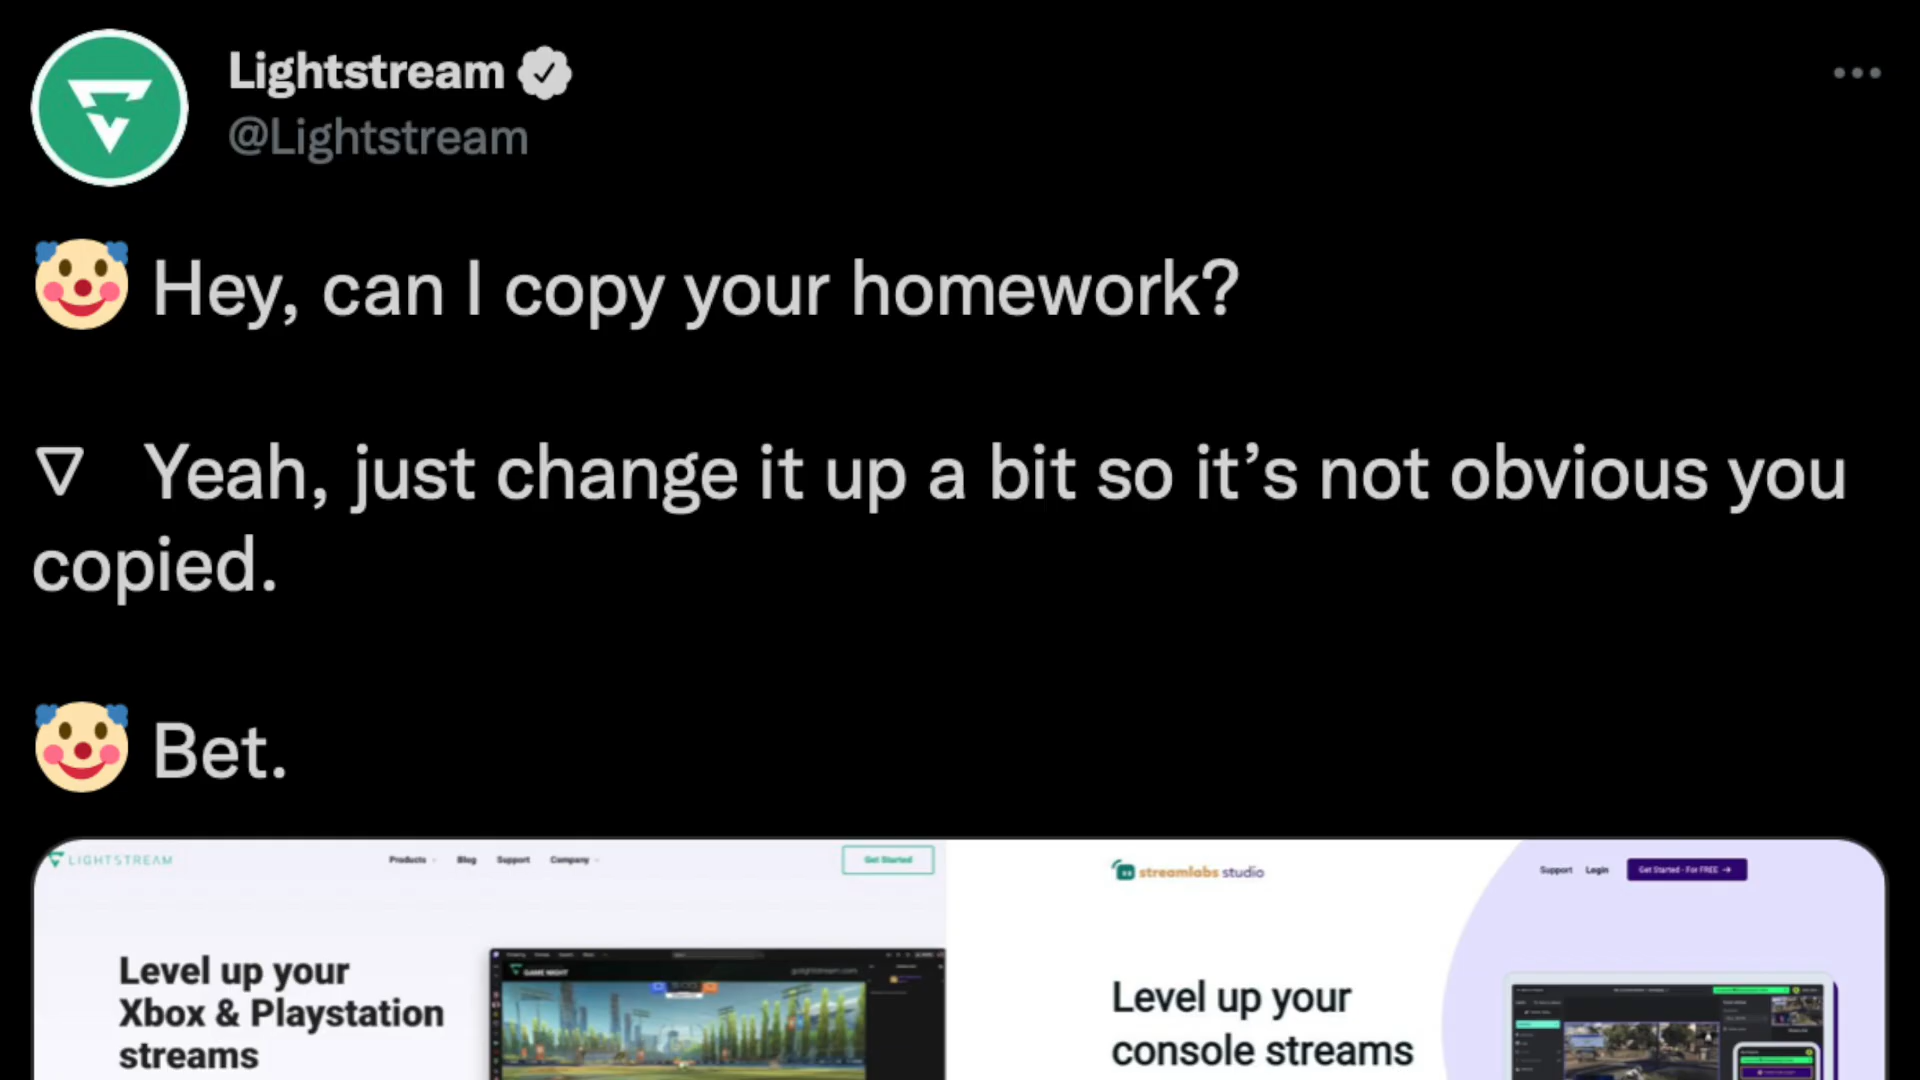 Lightstream
@Lightstream
Hey, can I copy your homework?
Yeah, just change it up a bit so it’s not obvious you
copied.
Bet.
LIGHTSTREAM
Products Blog Support Company
Get Started
Level up your
Xbox & Playstation
streams
GAME NIGHT
streamlabs studio
Support Login
Get Started - For FREE →
Level up your
console streams